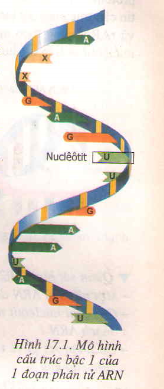 A
X
X
G
A
G
Nuclêôtit U
U
G
A
A
U
G
U
Hình 17.1. Mô hình
cấu trúc bậc 1 của
1 đoạn phân tử ARN